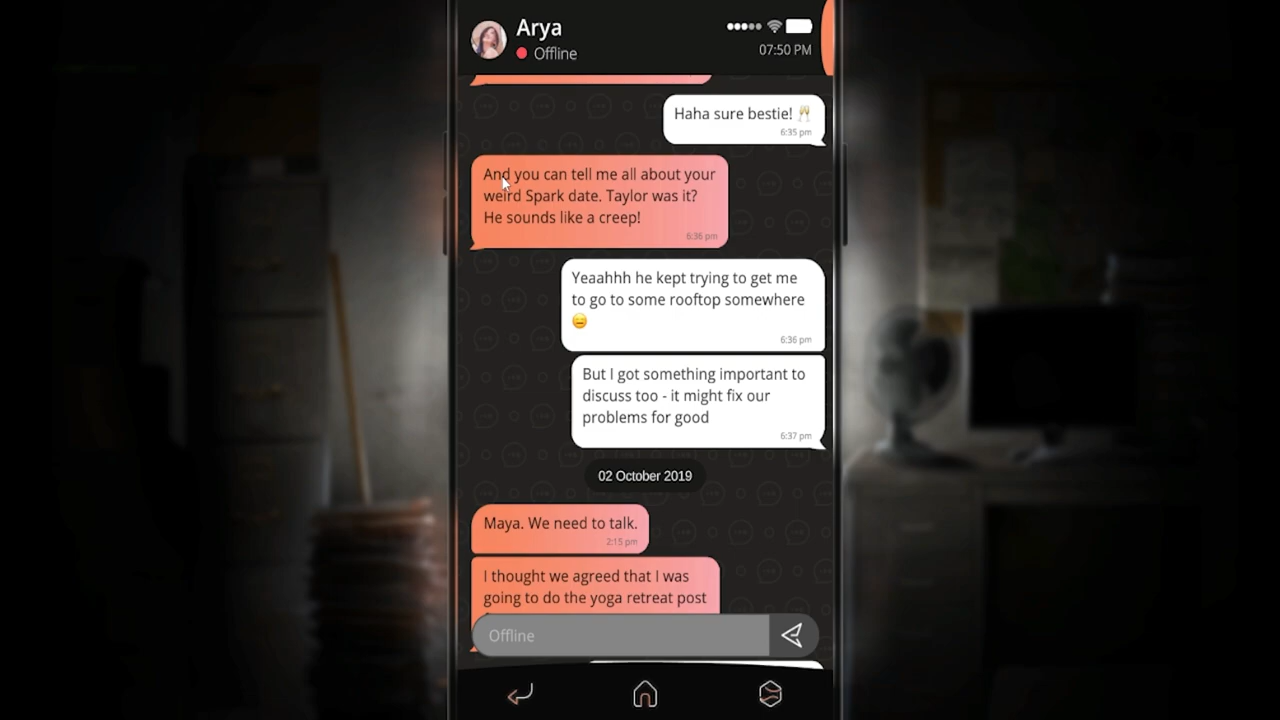 Arya
Offline
07:50 PM
Haha sure bestie! 🥂
6:35 pm
And you can tell me all about your
weird Spark date. Taylor was it?
He sounds like a creep!
6:36 pm
Yeaahhh he kept trying to get me
to go to some rooftop somewhere
😑
6:36 pm
But I got something important to
discuss too - it might fix our
problems for good
6:37 pm
02 October 2019
Maya. We need to talk.
2:15 pm
I thought we agreed that I was
going to do the yoga retreat post
Offline